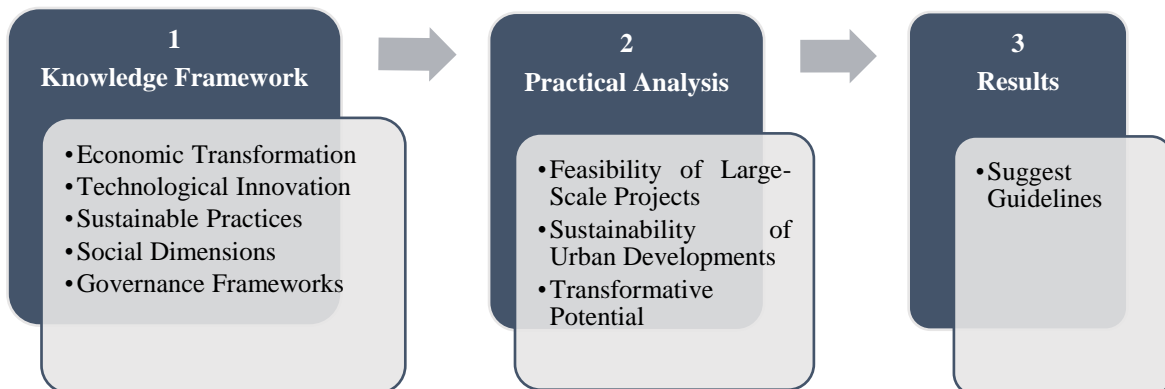 1
Knowledge Framework
•Economic Transformation
•Technological Innovation
•Sustainable Practices
•Social Dimensions
•Governance Frameworks
2
Practical Analysis
•Feasibility of Large-
Scale Projects
•Sustainability of
Urban Developments
•Transformative
Potential
3
Results
•Suggest
Guidelines